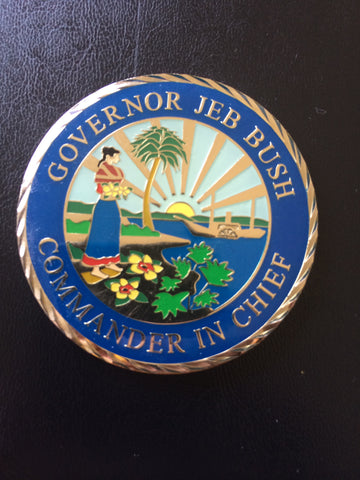 GOVERNOR JEB BUSH
COMMANDER IN CHIEF